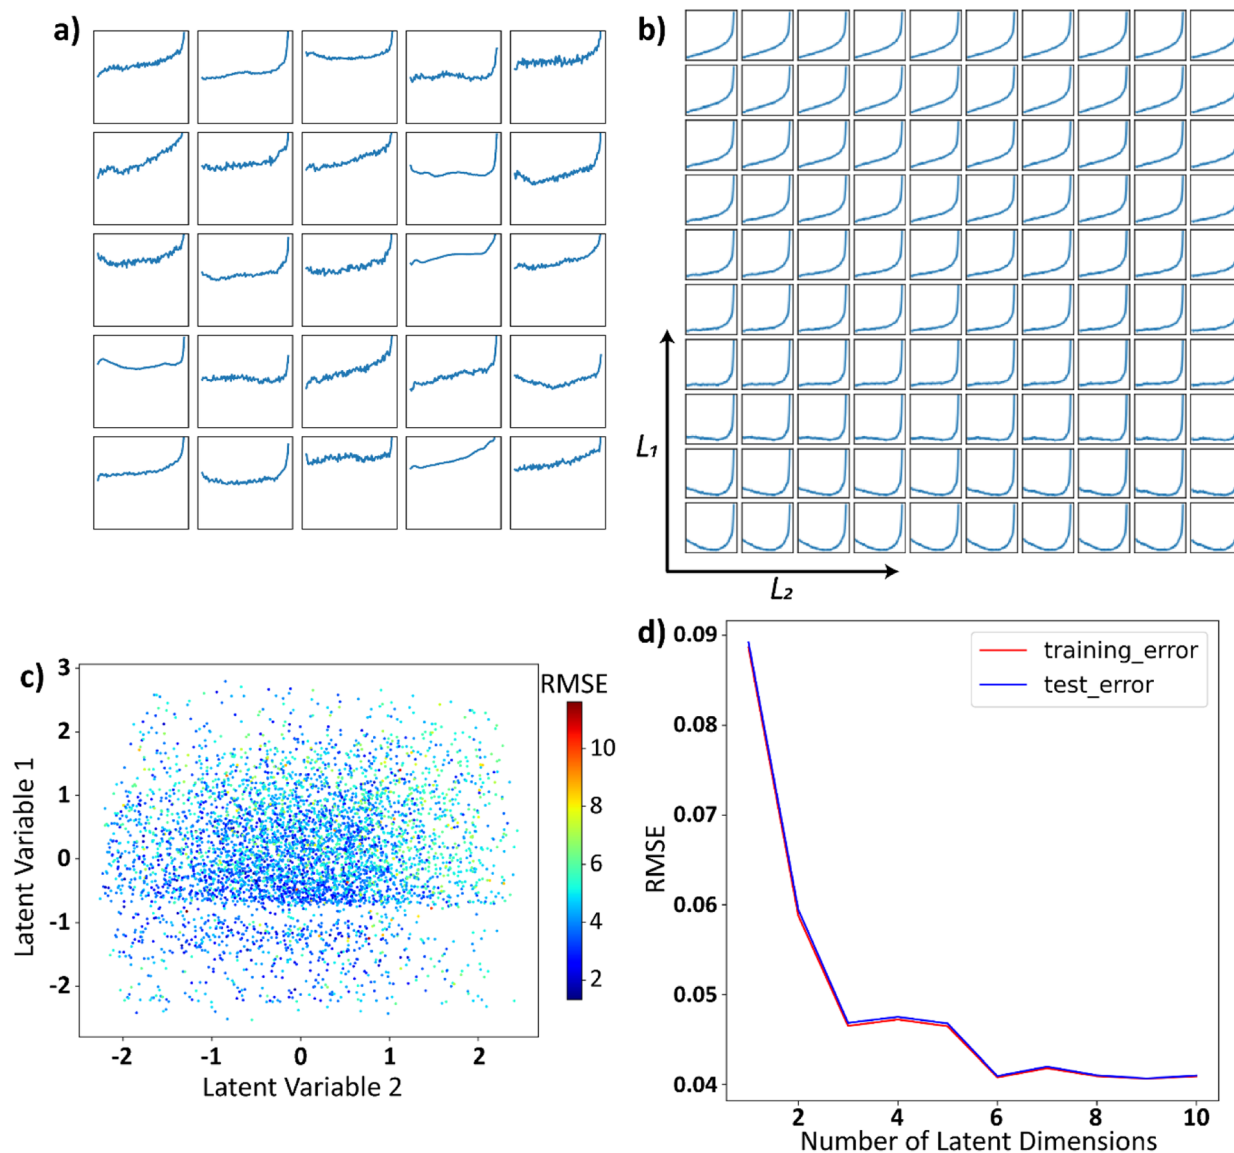 a)
b)
L1
L2
c)
RMSE
3
2
1
0
-1
-2
Latent Variable 1
-2
-1
0
1
2
Latent Variable 2
10
8
6
4
2
d)
0.09
0.08
0.07
0.06
0.05
0.04
RMSE
training_error
test_error
2
4
6
8
10
Number of Latent Dimensions